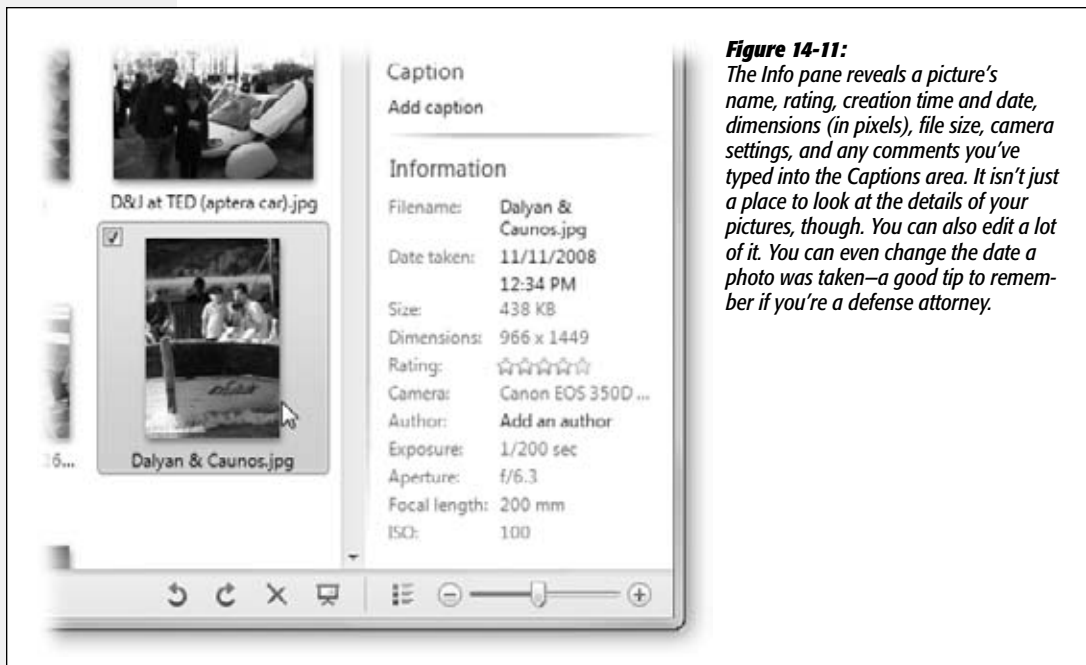 Caption
Add caption
Information
D&J at TED (aptera car).jpg
Filename: Dalyan &
Caunos.jpg
Date taken: 11/11/2008
12:34 PM
Size: 438 KB
Dimensions: 966 x 1449
Rating:
Camera: Canon EOS 350D ...
Author: Add an author
Exposure: 1/200 sec
Aperture: f/6.3
Focal length: 200 mm
ISO: 100
6...
Dalyan & Caunos.jpg
Figure 14-11:
The Info pane reveals a picture's
name, rating, creation time and date,
dimensions (in pixels), file size, camera
settings, and any comments you've
typed into the Captions area. It isn't just
a place to look at the details of your
pictures, though. You can also edit a lot
of it. You can even change the date a
photo was taken—a good tip to remem-
ber if you're a defense attorney.